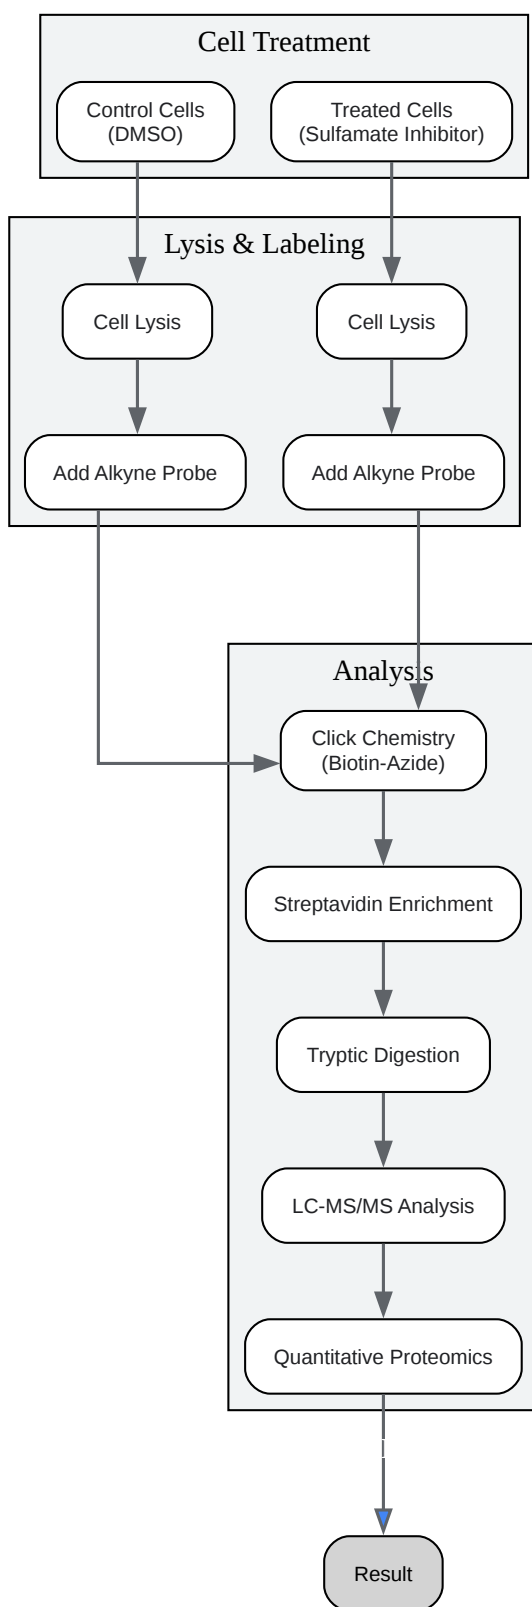 Cell Treatment
Control Cells
(DMSO)
Treated Cells
(Sulfamate Inhibitor)
Lysis & Labeling
Cell Lysis
Cell Lysis
Add Alkyne Probe
Add Alkyne Probe
Analysis
Click Chemistry
(Biotin-Azide)
Streptavidin Enrichment
Tryptic Digestion
LC-MS/MS Analysis
Quantitative Proteomics
Result